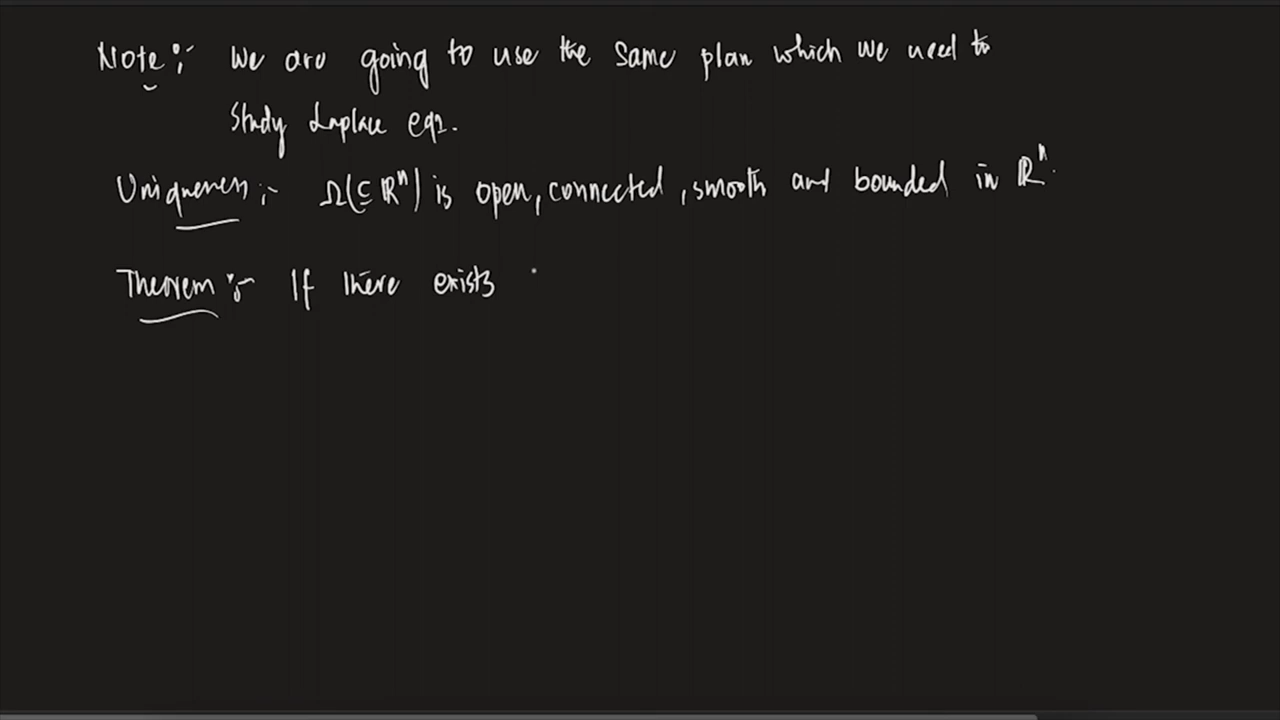 Note:- We are going to use the same plan which we need to
Study Laplace eqn.
Uniqueness:- Ω(⊆ ℝⁿ) is open, connected, smooth and bounded in ℝⁿ.
Theorem:- If there exists